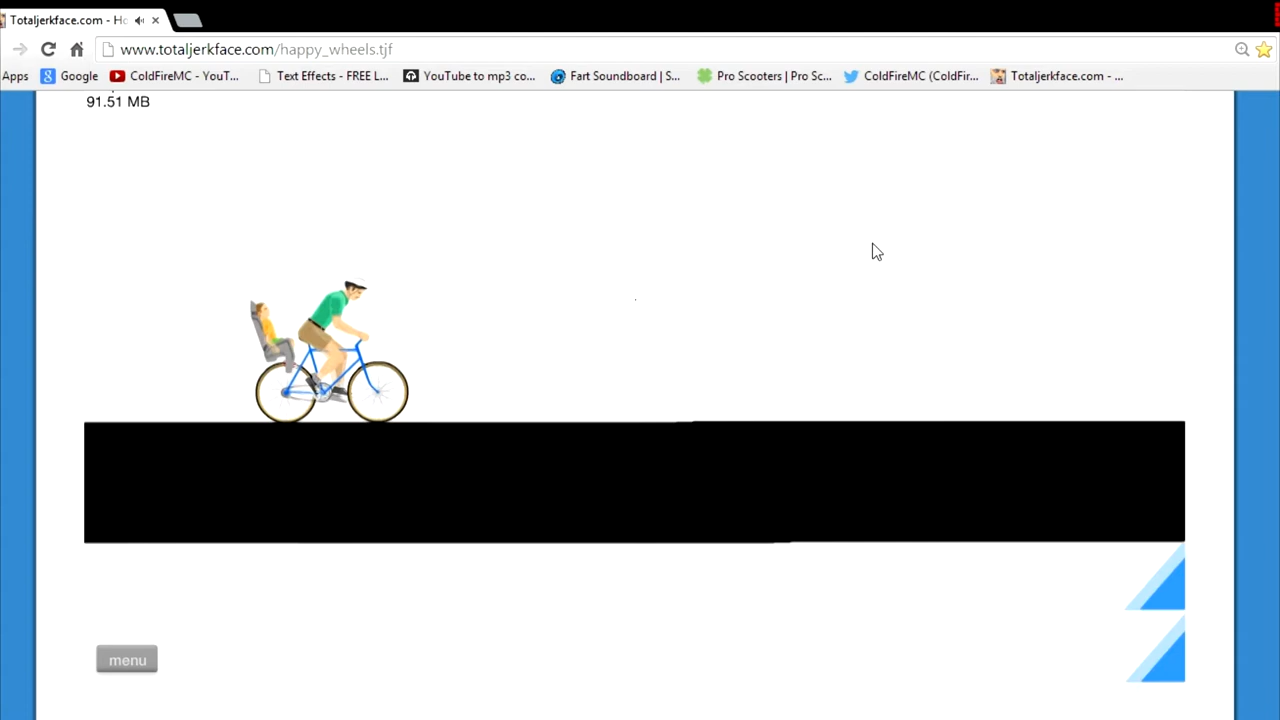 Totaljerkface.com - Ho
www.totaljerkface.com/happy_wheels.tjf
Apps Google ColdFireMC - YouT... Text Effects - FREE L... YouTube to mp3 co... Fart Soundboard | S... Pro Scooters | Pro Sc... ColdFireMC (ColdFir... Totaljerkface.com - ...
91.51 MB
menu